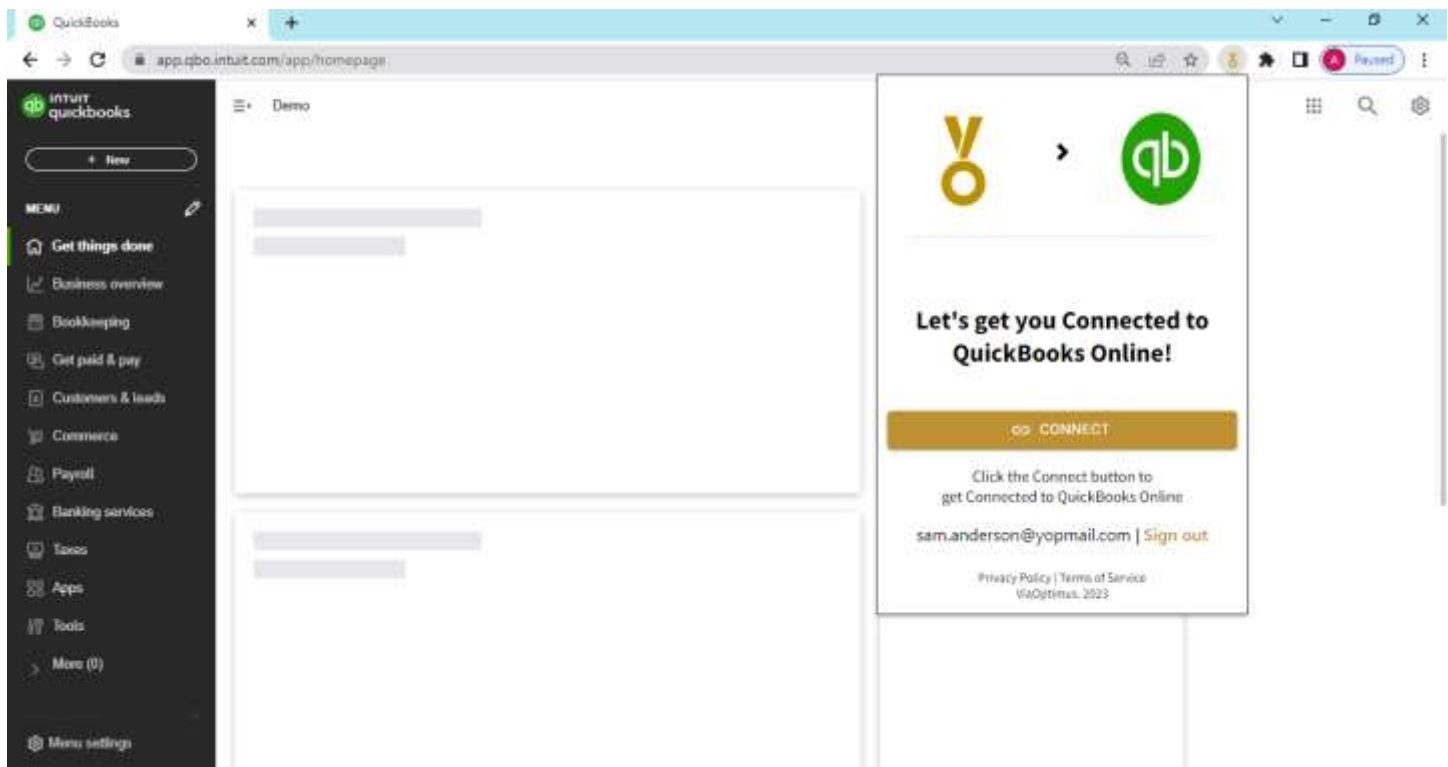 QuickBooks
app.qbo.intuit.com/app/homepage
A
Paused
INTUIT
quickbooks
Demo
+ New
MENU
Get things done
Business overview
Bookkeeping
Get paid & pay
Customers & leads
Commerce
Payroll
Banking services
Taxes
Apps
Tools
More (0)
Menu settings
qb
Let's get you Connected to
QuickBooks Online!
CONNECT
Click the Connect button to
get Connected to QuickBooks Online
sam.anderson@yopmail.com | Sign out
Privacy Policy | Terms of Service
ViaOptimus. 2023